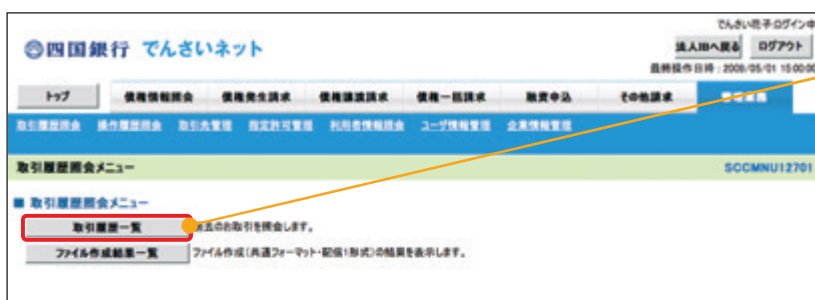 でんさい花子:ログイン中
四国銀行 でんさいネット
法人IBへ戻る ログアウト
最終操作日時:2009/05/01 15:00:00
トップ 債権情報照会 債権発生請求 債権譲渡請求 債権一括請求 融資申込 その他請求 管理業務
取引履歴照会 操作履歴照会 取引先管理 指定許可管理 利用者情報照会 ユーザ情報管理 企業情報管理
取引履歴照会メニュー SCCMNU12701
■ 取引履歴照会メニュー
取引履歴一覧 過去のお取引を照会します。
ファイル作成結果一覧 ファイル作成(共通フォーマット・配信1形式)の結果を表示します。